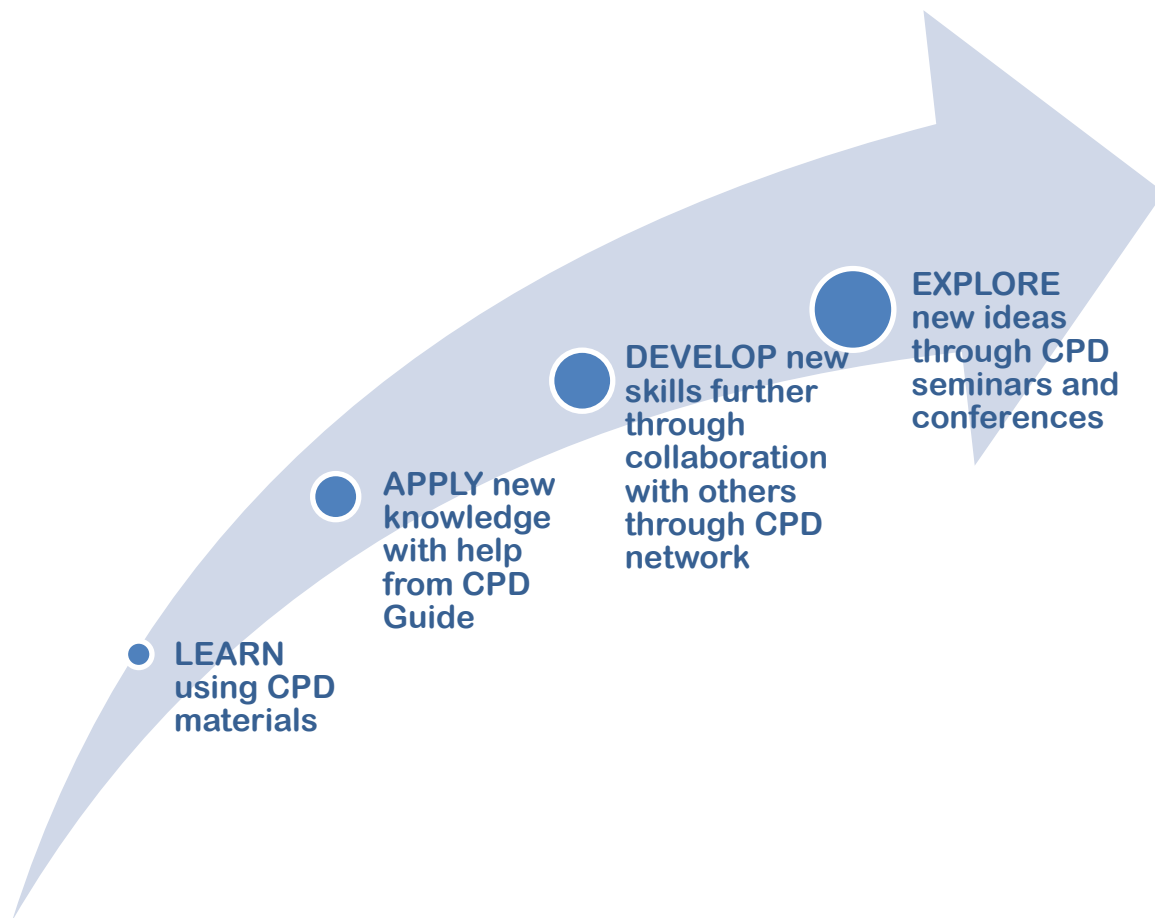 LEARN
using CPD
materials
APPLY new
knowledge
with help
from CPD
Guide
DEVELOP new
skills further
through
collaboration
with others
through CPD
network
EXPLORE
new ideas
through CPD
seminars and
conferences